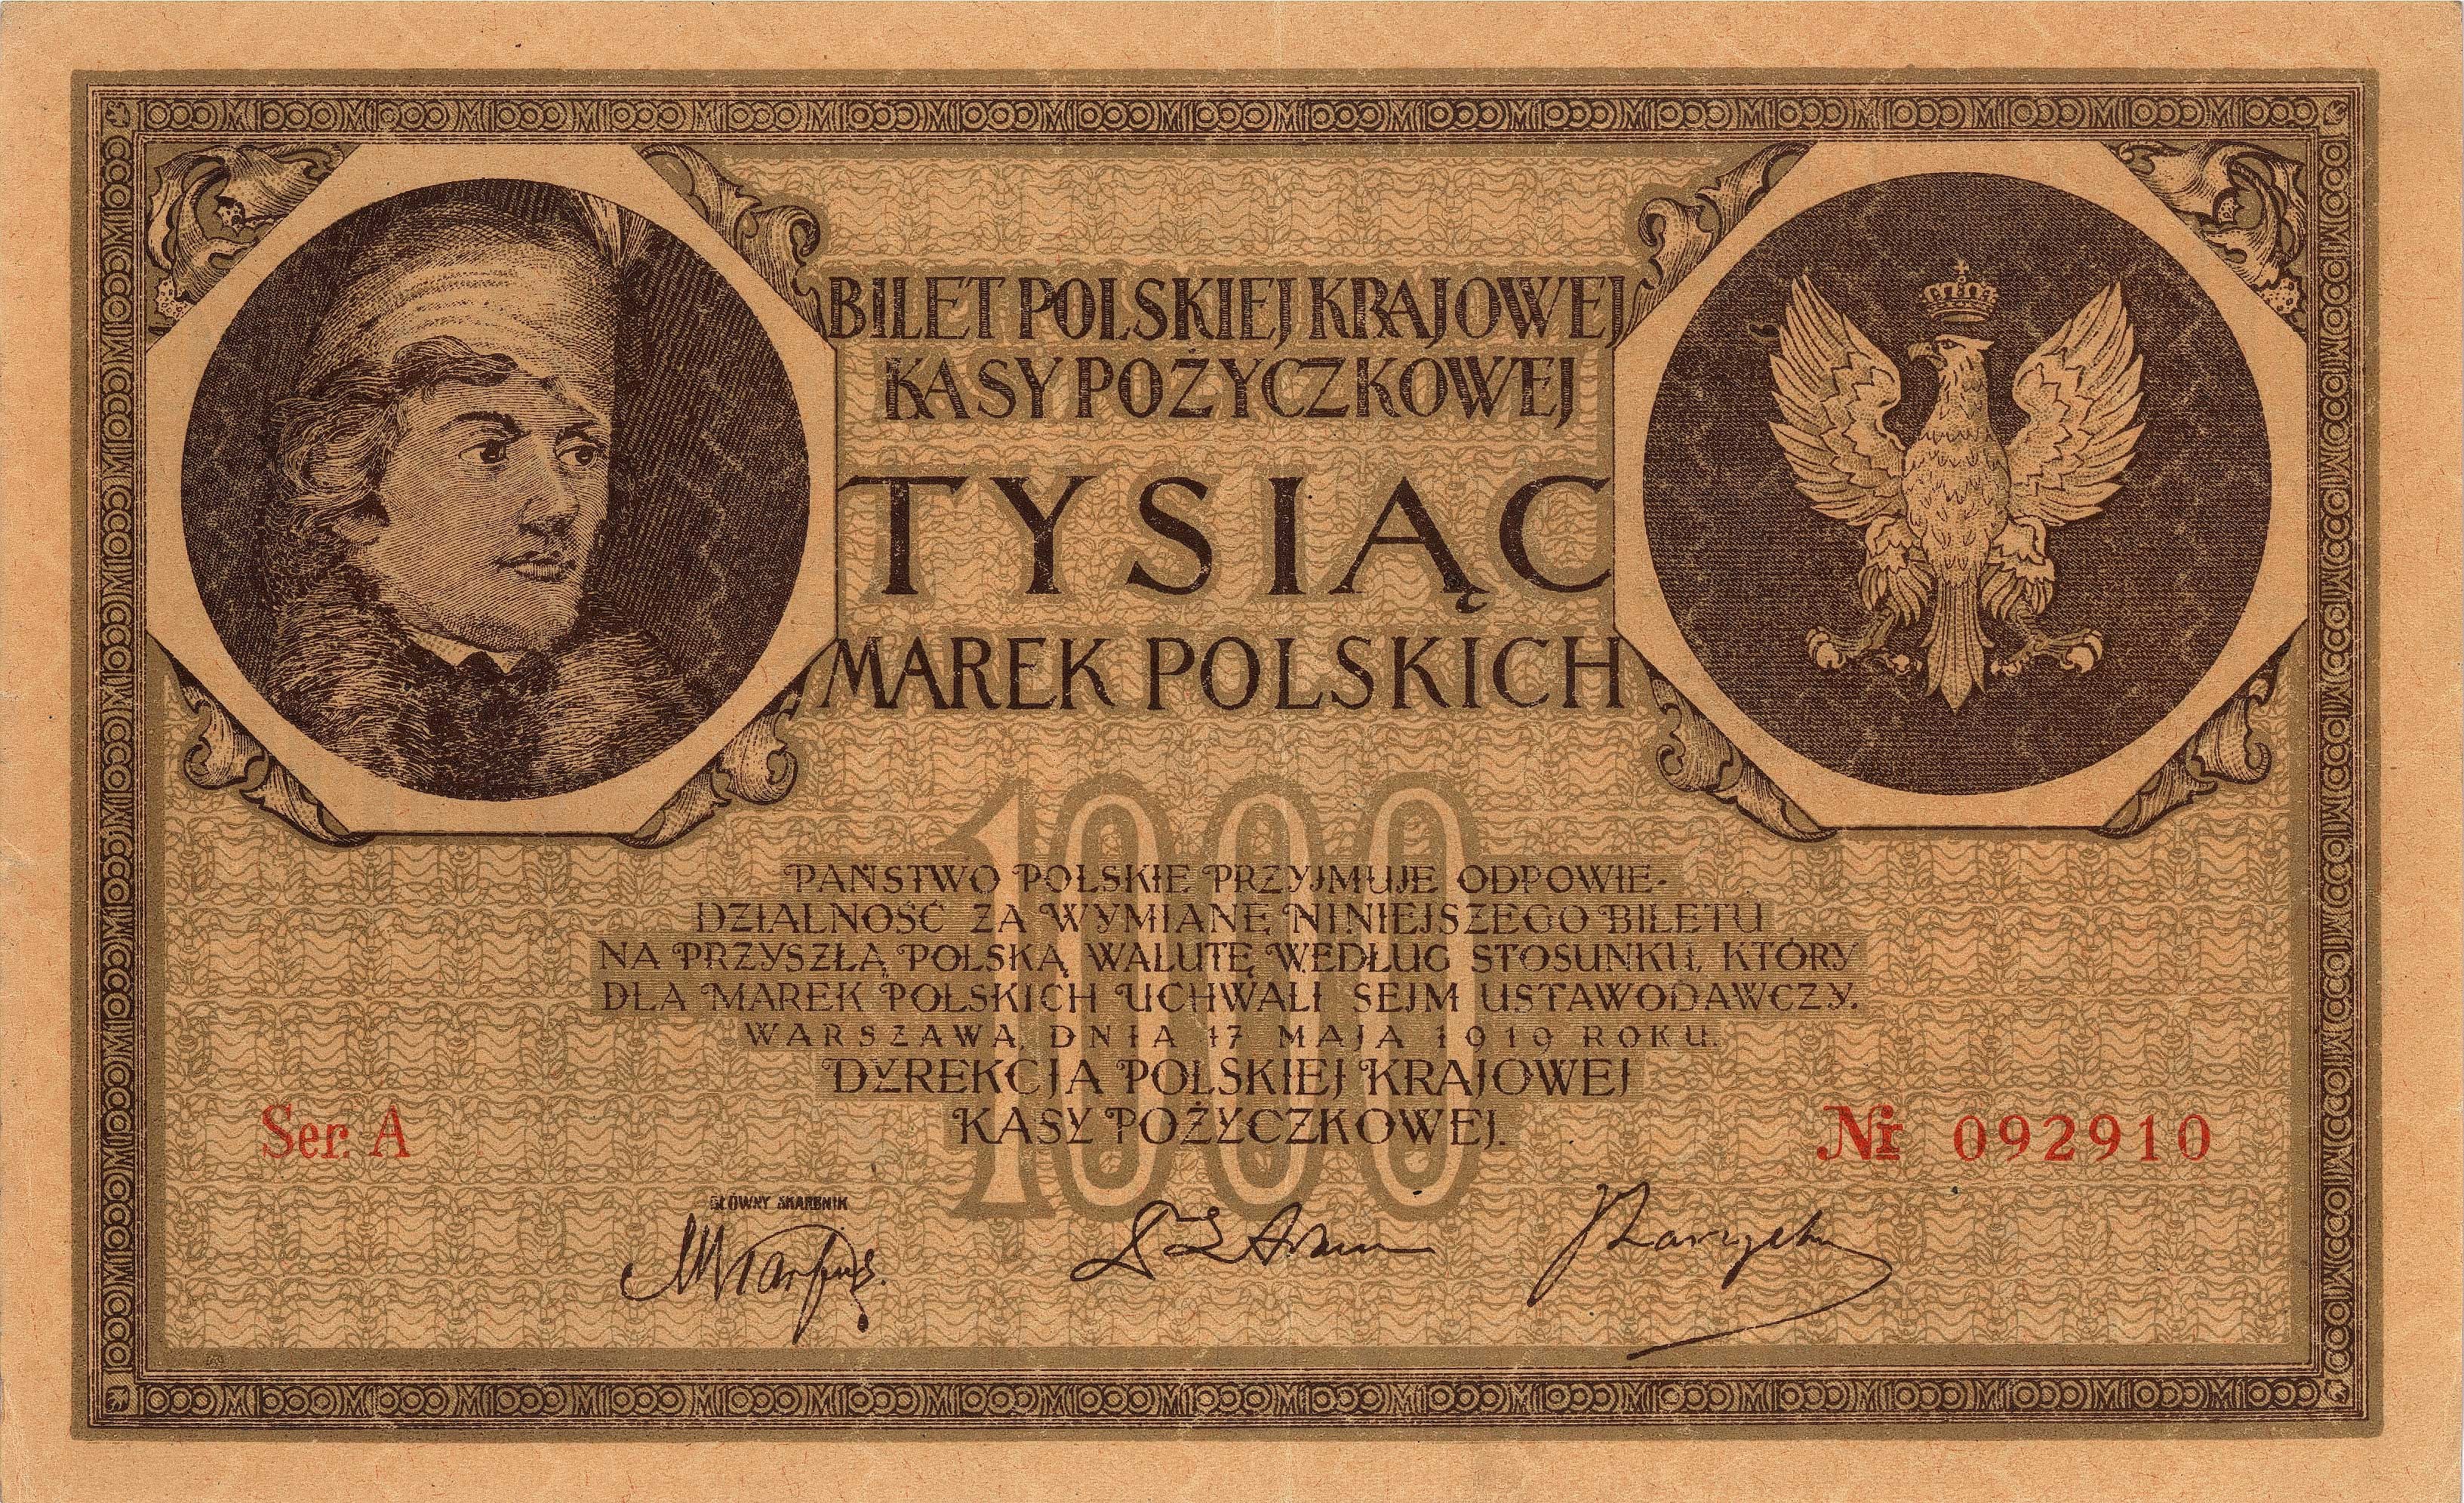 BILET POLSKIEJ KRAJOWEJ
KASY POŻYCZKOWEJ
TYSIĄC
MAREK POLSKICH
1000
PAŃSTWO POLSKIE PRZYJMUJE ODPOWIE-
DZIALNOŚĆ ZA WYMIANĘ NINIEJSZEGO BILETU
NA PRZYSZŁĄ POLSKĄ WALUTĘ WEDŁUG STOSUNKU, KTÓRY
DLA MAREK POLSKICH UCHWALI SEJM USTAWODAWCZY.
WARSZAWA, DNIA 17 MAJA 1919 ROKU.
DYREKCJA POLSKIEJ KRAJOWEJ
KASY POŻYCZKOWEJ.
Ser. A
Nr 092910
GŁÓWNY SKARBNIK